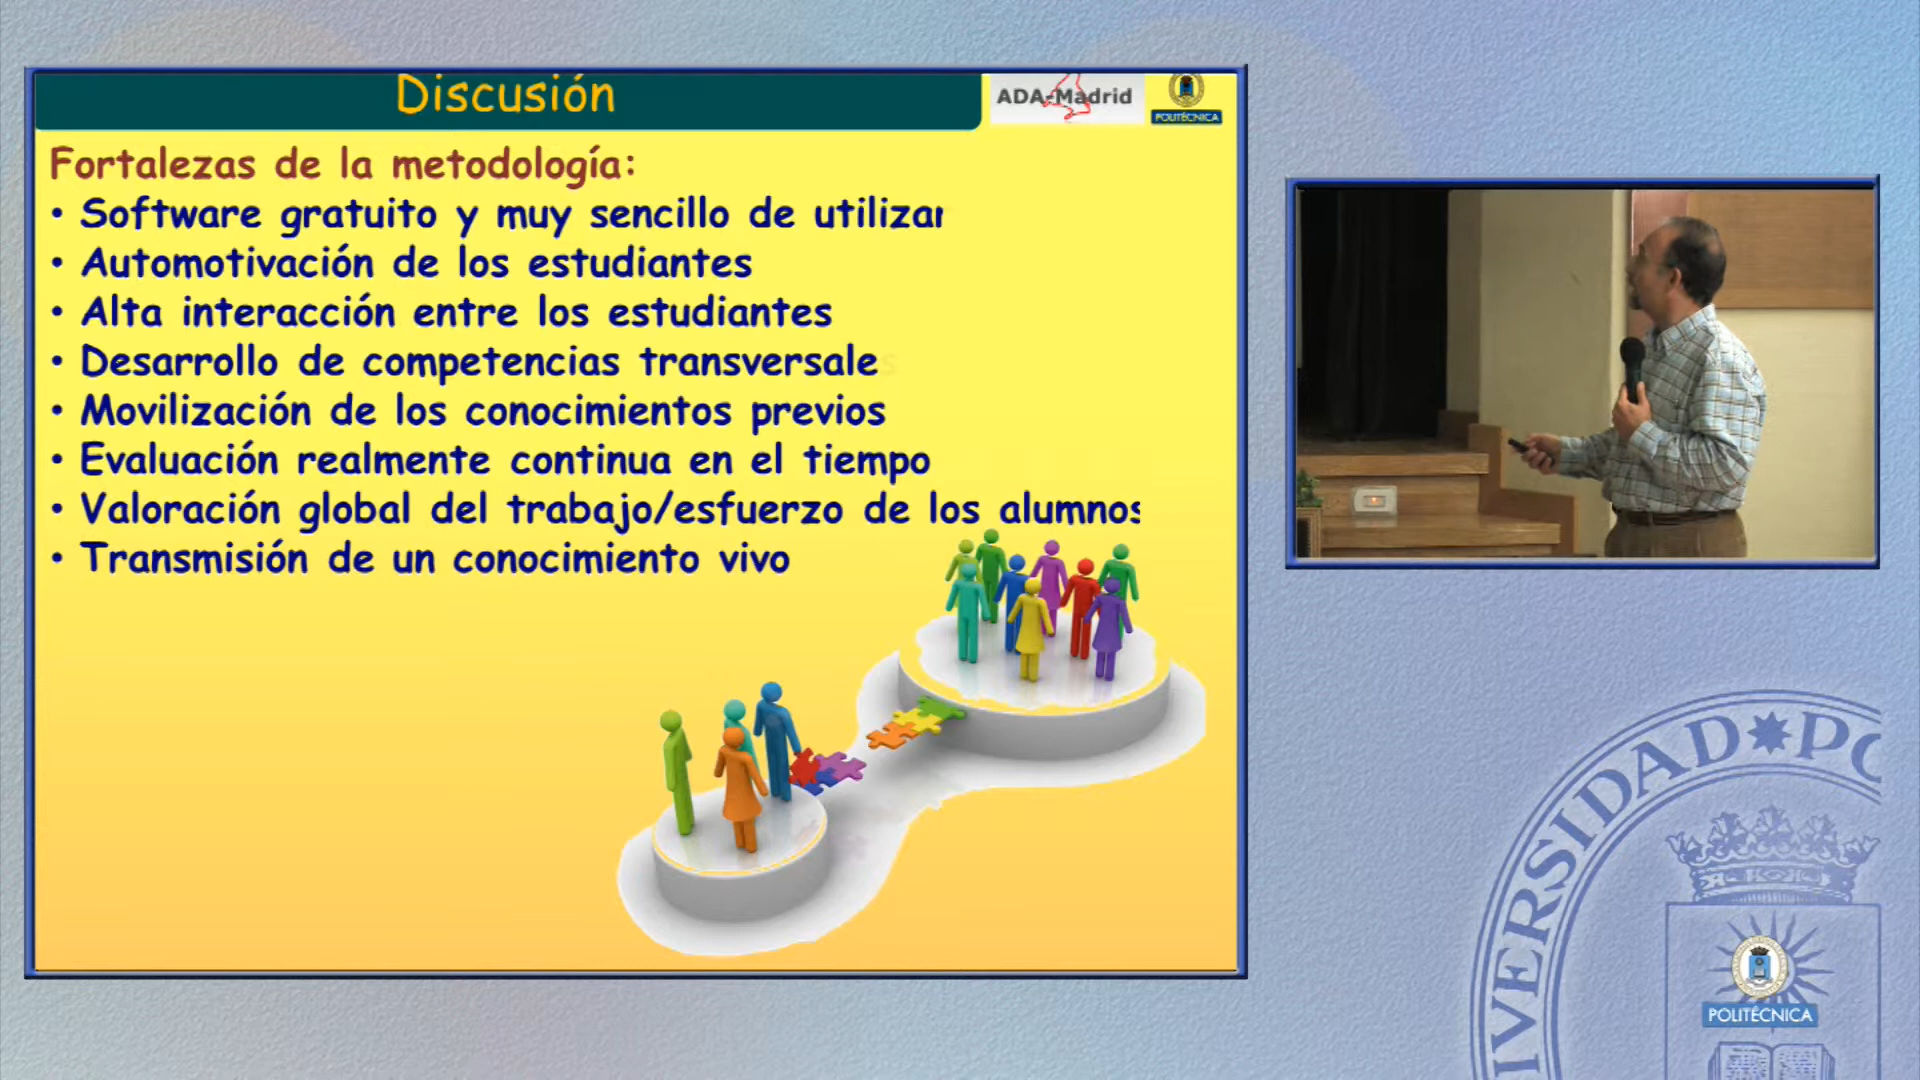 Discusión
ADA-Madrid
POLITÉCNICA
Fortalezas de la metodología:
• Software gratuito y muy sencillo de utilizar
• Automotivación de los estudiantes
• Alta interacción entre los estudiantes
• Desarrollo de competencias transversales
• Movilización de los conocimientos previos
• Evaluación realmente continua en el tiempo
• Valoración global del trabajo/esfuerzo de los alumnos
• Transmisión de un conocimiento vivo
IVERSIDAD PO
POLITÉCNICA